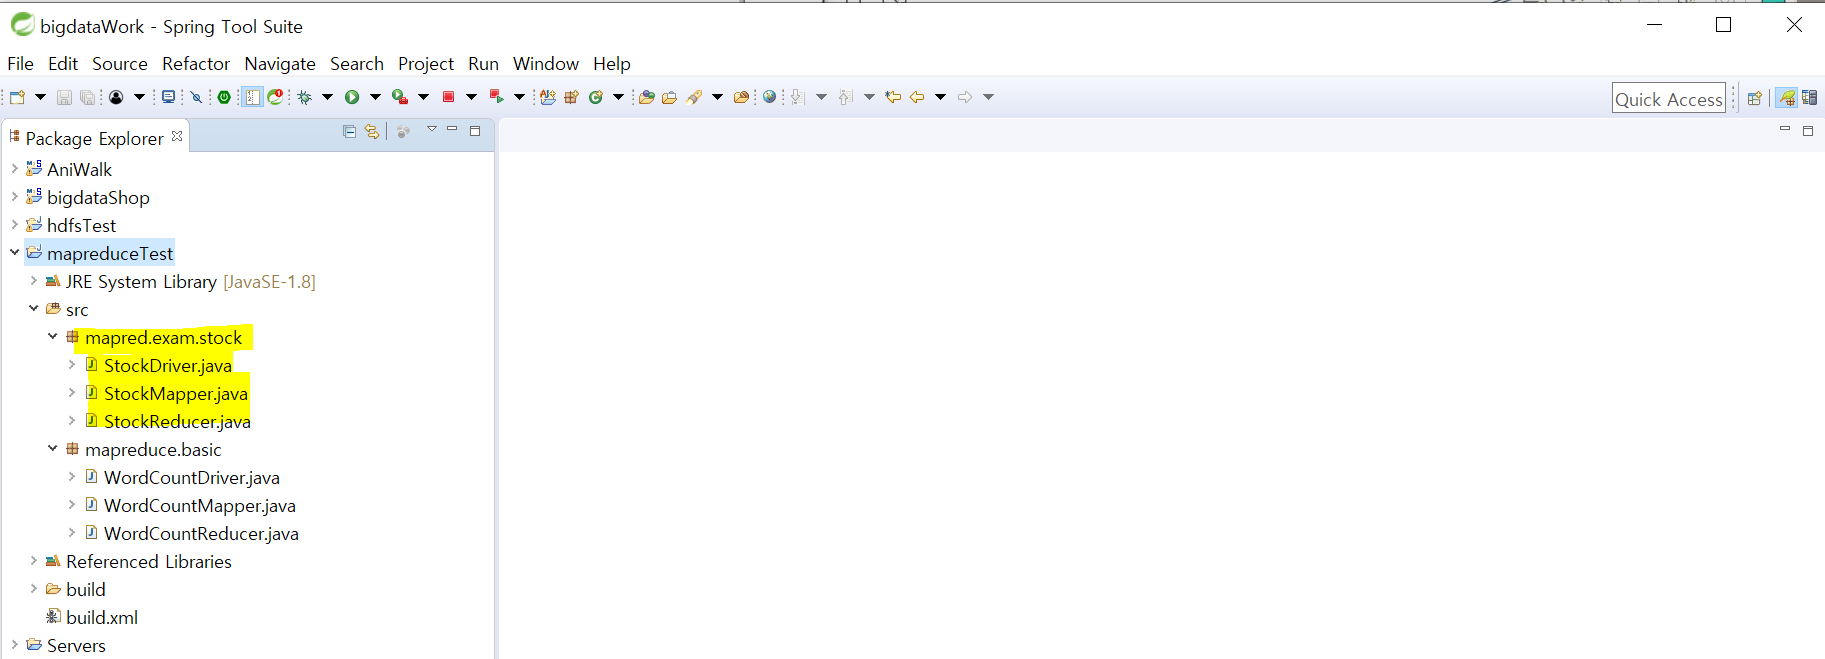 bigdataWork - Spring Tool Suite
File Edit Source Refactor Navigate Search Project Run Window Help
Quick Access
Package Explorer
AniWalk
bigdataShop
hdfsTest
mapreduceTest
JRE System Library [JavaSE-1.8]
src
mapred.exam.stock
StockDriver.java
StockMapper.java
StockReducer.java
mapreduce.basic
WordCountDriver.java
WordCountMapper.java
WordCountReducer.java
Referenced Libraries
build
build.xml
Servers